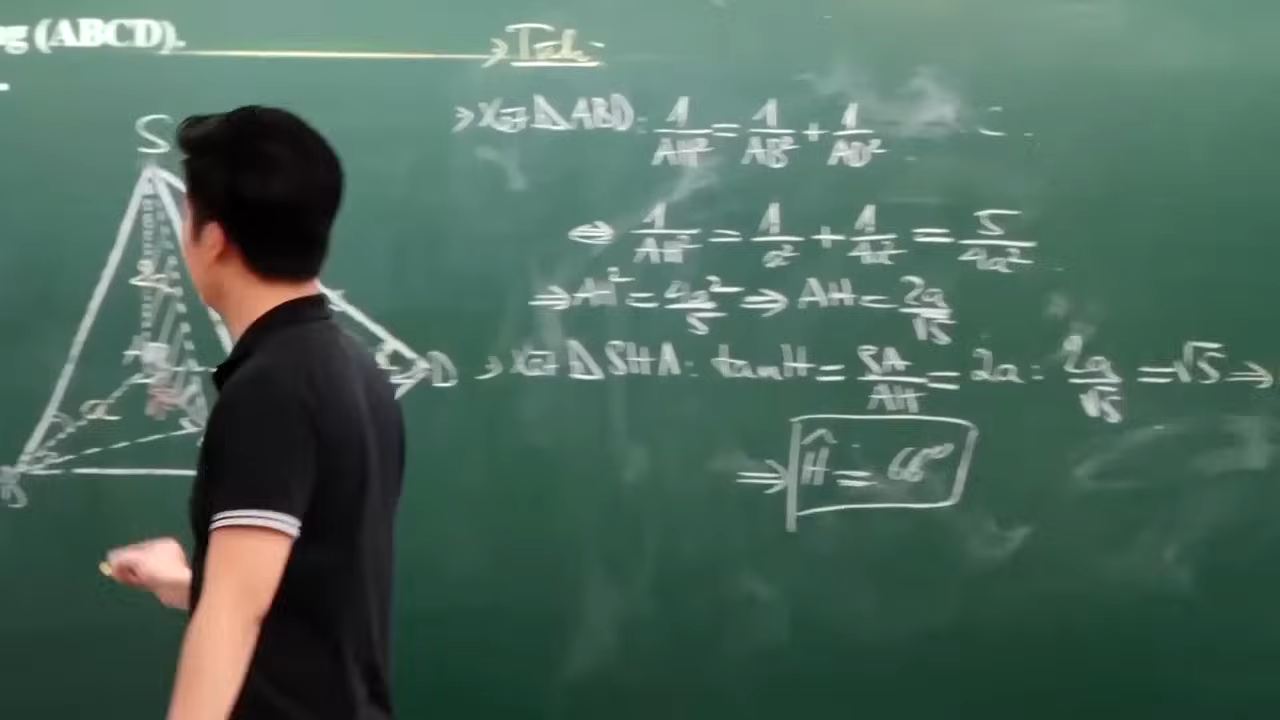 g (ABCD).
→ Tính:
→ Xét ΔABD: 1/AH² = 1/AB² + 1/AD²
⇔ 1/AH² = 1/a² + 1/4a² = 5/4a²
⇒ AH² = 4a²/5 ⇒ AH = 2a/√5
→ Xét ΔSHA: tanH = SA/AH = 2a : 2a/√5 = √5 →
⇒ Ĥ = 66°
S
2a
a
D
B